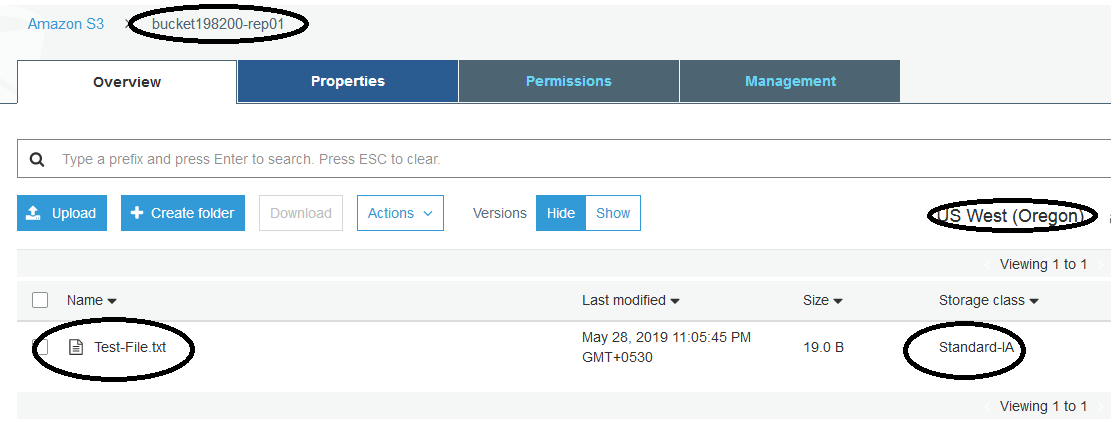 Amazon S3 > bucket198200-rep01
Overview Properties Permissions Management
Type a prefix and press Enter to search. Press ESC to clear.
Upload Create folder Download Actions Versions Hide Show US West (Oregon)
Viewing 1 to 1
Name Last modified Size Storage class
Test-File.txt May 28, 2019 11:05:45 PM 19.0 B Standard-IA
GMT+0530
Viewing 1 to 1